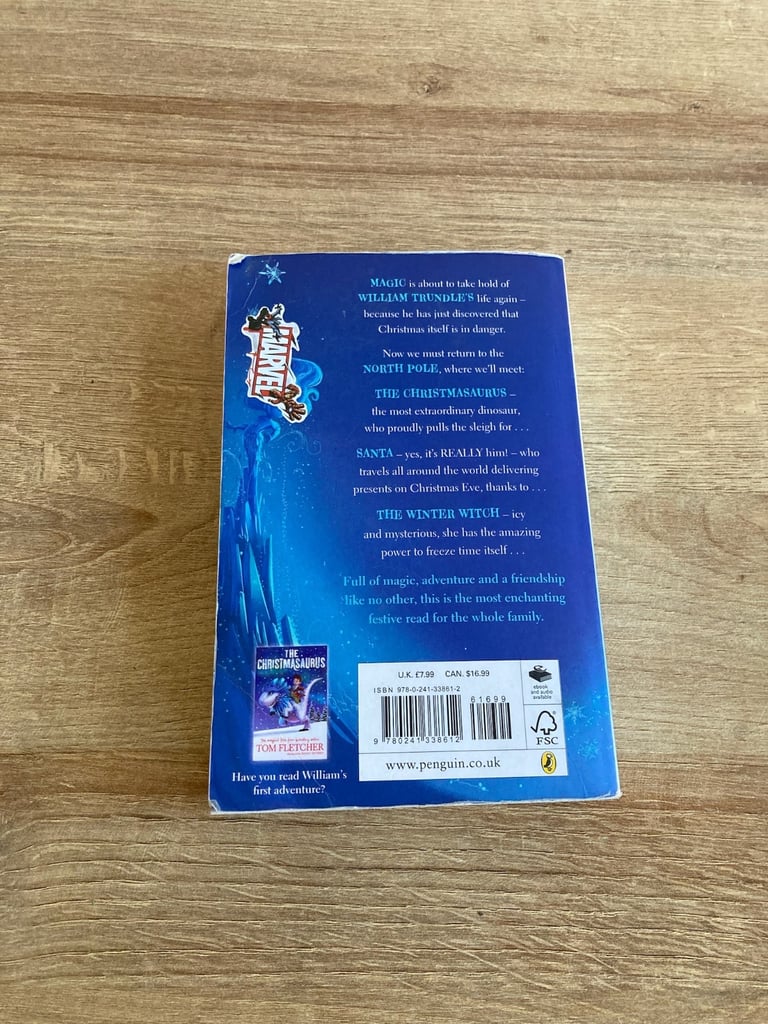 MAGIC is about to take hold of
WILLIAM TRUNDLE'S life again –
because he has just discovered that
Christmas itself is in danger.
Now we must return to the
NORTH POLE, where we'll meet:
THE CHRISTMASAURUS –
the most extraordinary dinosaur,
who proudly pulls the sleigh for . . .
SANTA – yes, it's REALLY him! – who
travels all around the world delivering
presents on Christmas Eve, thanks to . . .
THE WINTER WITCH – icy
and mysterious, she has the amazing
power to freeze time itself . . .
Full of magic, adventure and a friendship
like no other, this is the most enchanting
festive read for the whole family.
MARVEL
THE
CHRISTMASAURUS
TOM FLETCHER
Have you read William's
first adventure?
U.K. £7.99 CAN. $16.99
ISBN 978-0-241-33861-2
61699
9 780241 338612
www.penguin.co.uk
ebook
and audio
available
FSC